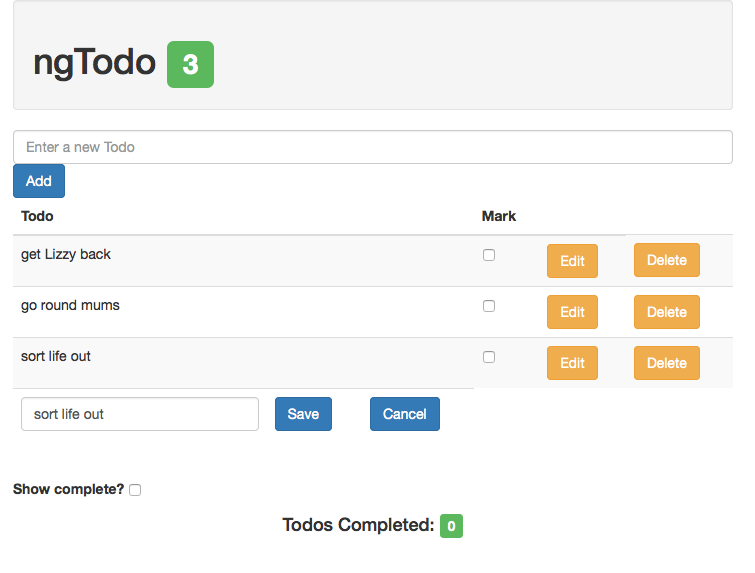 ngTodo 3
Enter a new Todo
Add
Todo Mark
get Lizzy back Edit Delete
go round mums Edit Delete
sort life out Edit Delete
sort life out Save Cancel
Show complete?
Todos Completed: 0